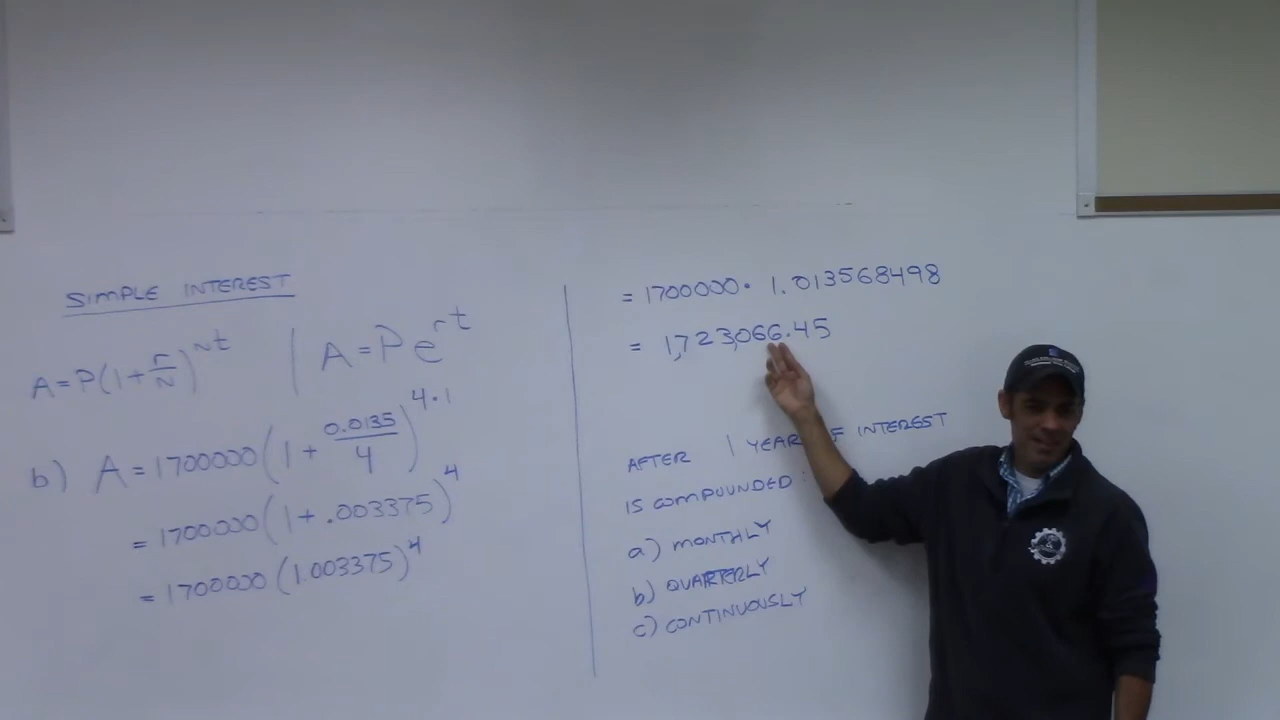 SIMPLE INTEREST
A=P(1+r/N)^Nt | A=Pe^rt
b) A=1700000(1+0.0135/4)^4·1
=1700000(1+.003375)^4
=1700000(1.003375)^4
=1700000·1.013568498
=1,723,066.45
AFTER 1 YEAR OF INTEREST
IS COMPOUNDED:
a) MONTHLY
b) QUARTERLY
c) CONTINUOUSLY